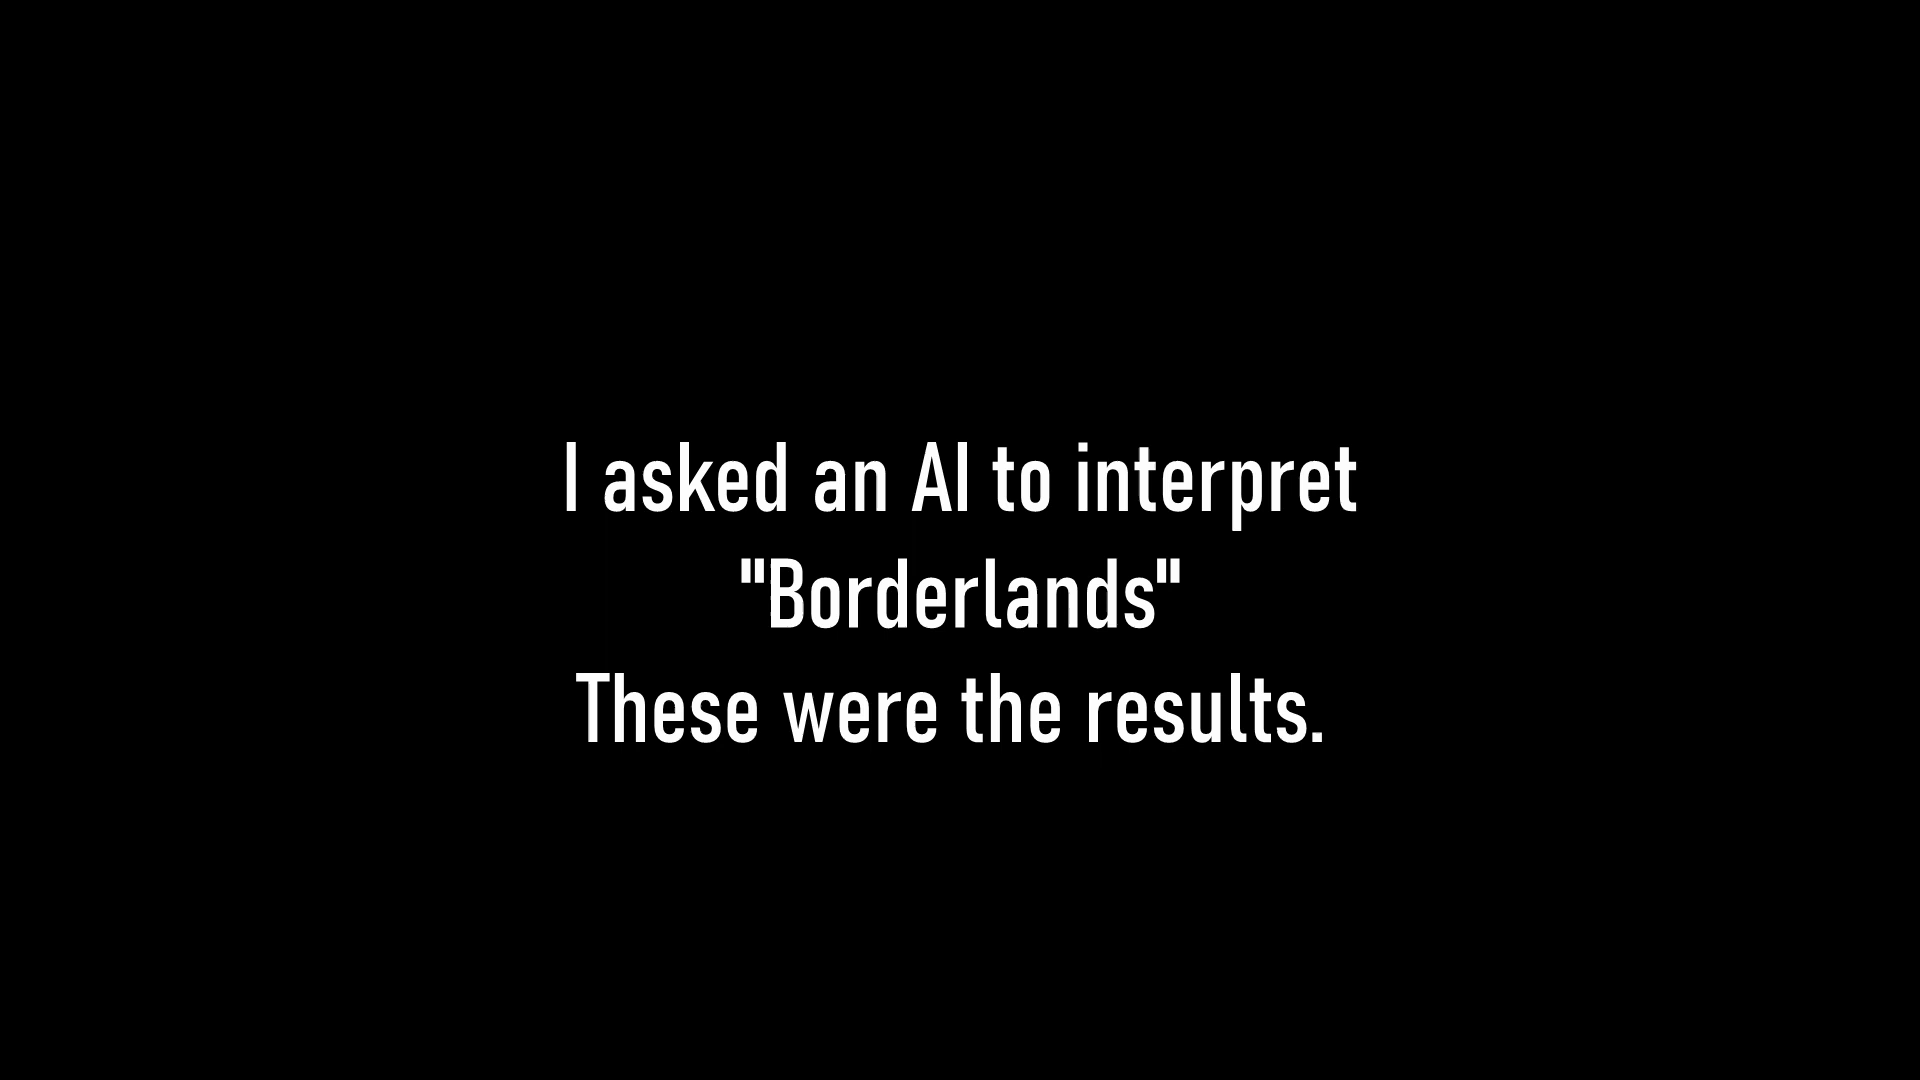 I asked an AI to interpret
"Borderlands"
These were the results.